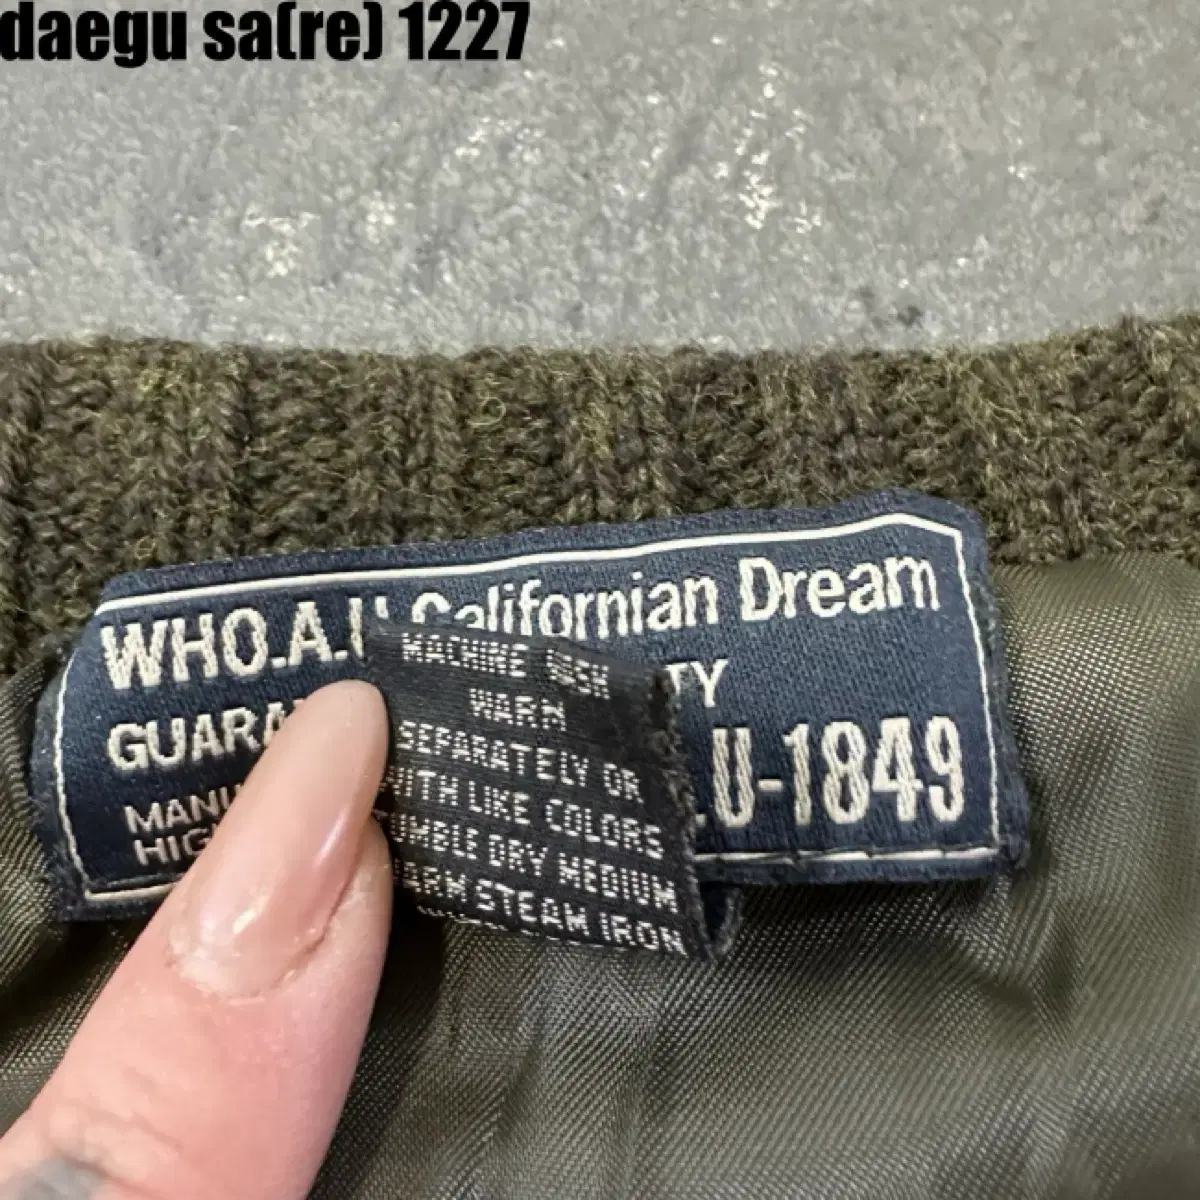 daegu sa(re) 1227
WHO.A.U Californian Dream
GUARA TY
MANU U-1849
HIG
MACHINE WASH
WARM
SEPARATELY OR
WITH LIKE COLORS
TUMBLE DRY MEDIUM
WARM STEAM IRON